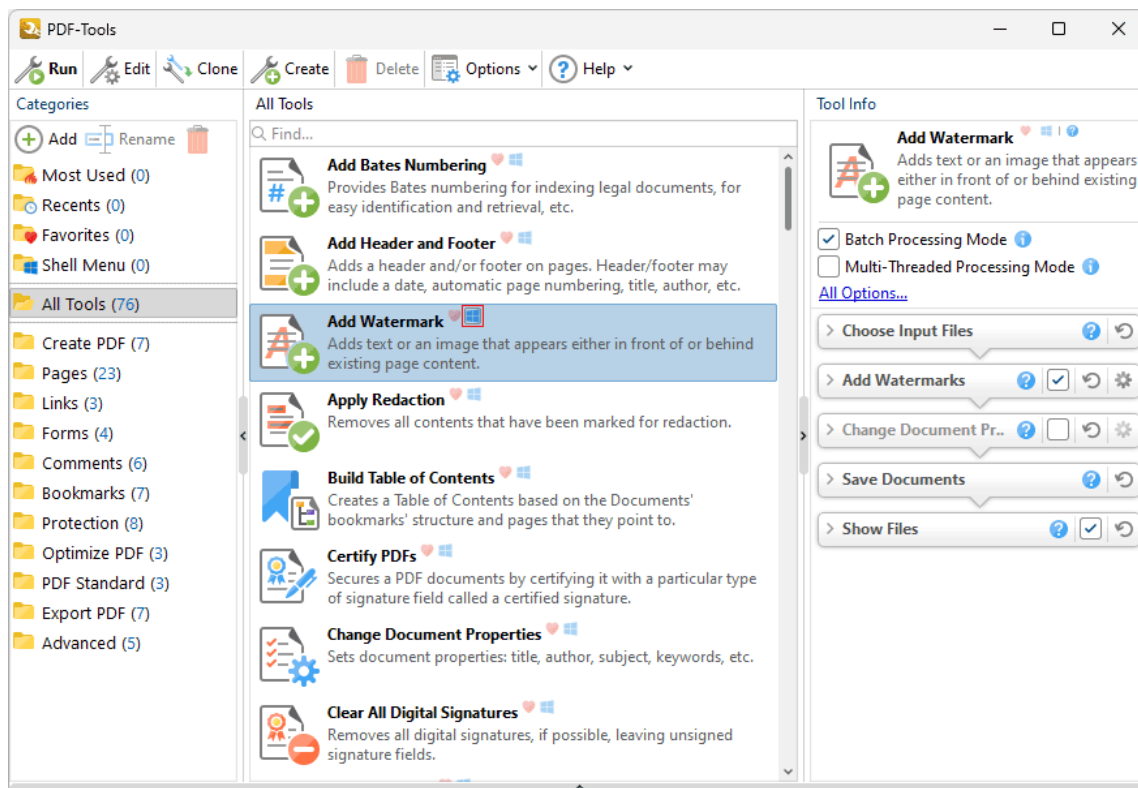 PDF-Tools
Run Edit Clone Create Delete Options Help
Categories
Add Rename
Most Used (0)
Recents (0)
Favorites (0)
Shell Menu (0)
All Tools (76)
Create PDF (7)
Pages (23)
Links (3)
Forms (4)
Comments (6)
Bookmarks (7)
Protection (8)
Optimize PDF (3)
PDF Standard (3)
Export PDF (7)
Advanced (5)
All Tools
Find...
Add Bates Numbering
Provides Bates numbering for indexing legal documents, for
easy identification and retrieval, etc.
Add Header and Footer
Adds a header and/or footer on pages. Header/footer may
include a date, automatic page numbering, title, author, etc.
Add Watermark
Adds text or an image that appears either in front of or behind
existing page content.
Apply Redaction
Removes all contents that have been marked for redaction.
Build Table of Contents
Creates a Table of Contents based on the Documents'
bookmarks' structure and pages that they point to.
Certify PDFs
Secures a PDF documents by certifying it with a particular type
of signature field called a certified signature.
Change Document Properties
Sets document properties: title, author, subject, keywords, etc.
Clear All Digital Signatures
Removes all digital signatures, if possible, leaving unsigned
signature fields.
Tool Info
Add Watermark
Adds text or an image that appears
either in front of or behind existing
page content.
Batch Processing Mode
Multi-Threaded Processing Mode
All Options...
Choose Input Files
Add Watermarks
Change Document Pr..
Save Documents
Show Files